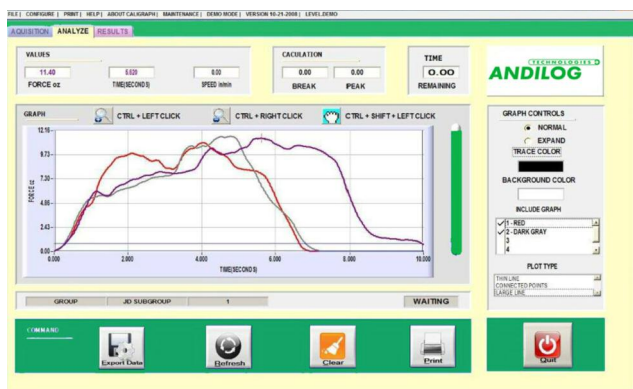 FILE | CONFIGURE | PRINT | HELP | ABOUT CALIGRAPH | MAINTENANCE | DEMO MODE | VERSION 10-21-2008 | LEVEL.DEMO
AQUISITION ANALYZE RESULTS
VALUES
11.40 5.020 0.00
FORCE oz TIME(SECONDS) SPEED in/min
CACULATION
0.00 0.00
BREAK PEAK
TIME
0.00
REMAINING
TECHNOLOGIES
ANDILOG
GRAPH
CTRL + LEFT CLICK CTRL + RIGHT CLICK CTRL + SHIFT + LEFT CLICK
12.16
9.73
7.30
4.86
2.43
0.00
FORCE oz
0.000 2.000 4.000 6.000 8.000 10.000
TIME(SECONDS)
GRAPH CONTROLS
NORMAL
EXPAND
TRACE COLOR
BACKGROUND COLOR
INCLUDE GRAPH
1 - RED
2 - DARK GRAY
3
4
PLOT TYPE
THIN LINE
CONNECTED POINTS
LARGE LINE
GROUP JD SUBGROUP 1 WAITING
COMMAND
Export Data Refresh Clear Print Quit